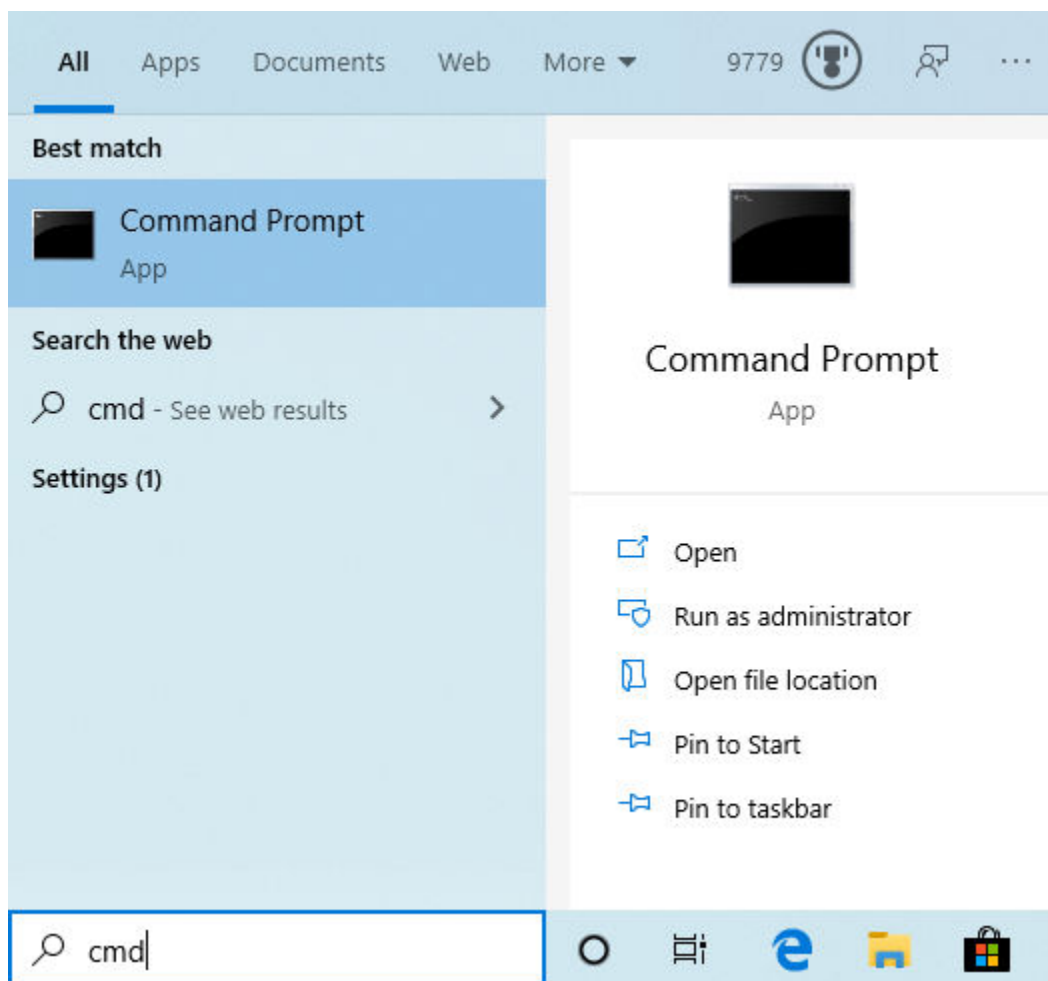 All Apps Documents Web More 9779
Best match
Command Prompt
App
Search the web
cmd - See web results
Settings (1)
Command Prompt
App
Open
Run as administrator
Open file location
Pin to Start
Pin to taskbar
cmd